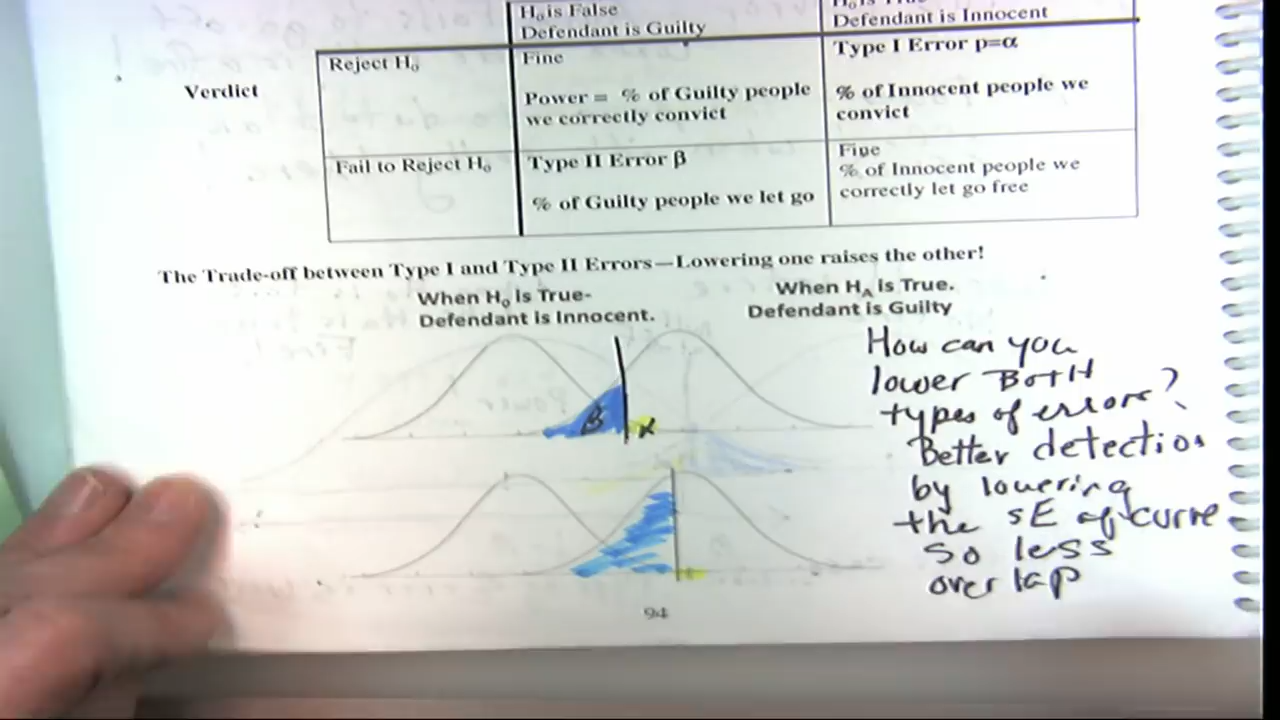 H₀ is False
Defendant is Guilty
Defendant is Innocent
Verdict
Reject H₀
Fine
Power = % of Guilty people
we correctly convict
Type I Error p=α
% of Innocent people we
convict
Fail to Reject H₀
Type II Error β
% of Guilty people we let go
Fine
% of Innocent people we
correctly let go free
The Trade-off between Type I and Type II Errors—Lowering one raises the other!
When H₀ is True-
Defendant is Innocent.
When Hᴀ is True.
Defendant is Guilty
β
α
How can you
lower BOTH
types of errors?
Better detection
by lowering
the SE of curve
so less
overlap
94